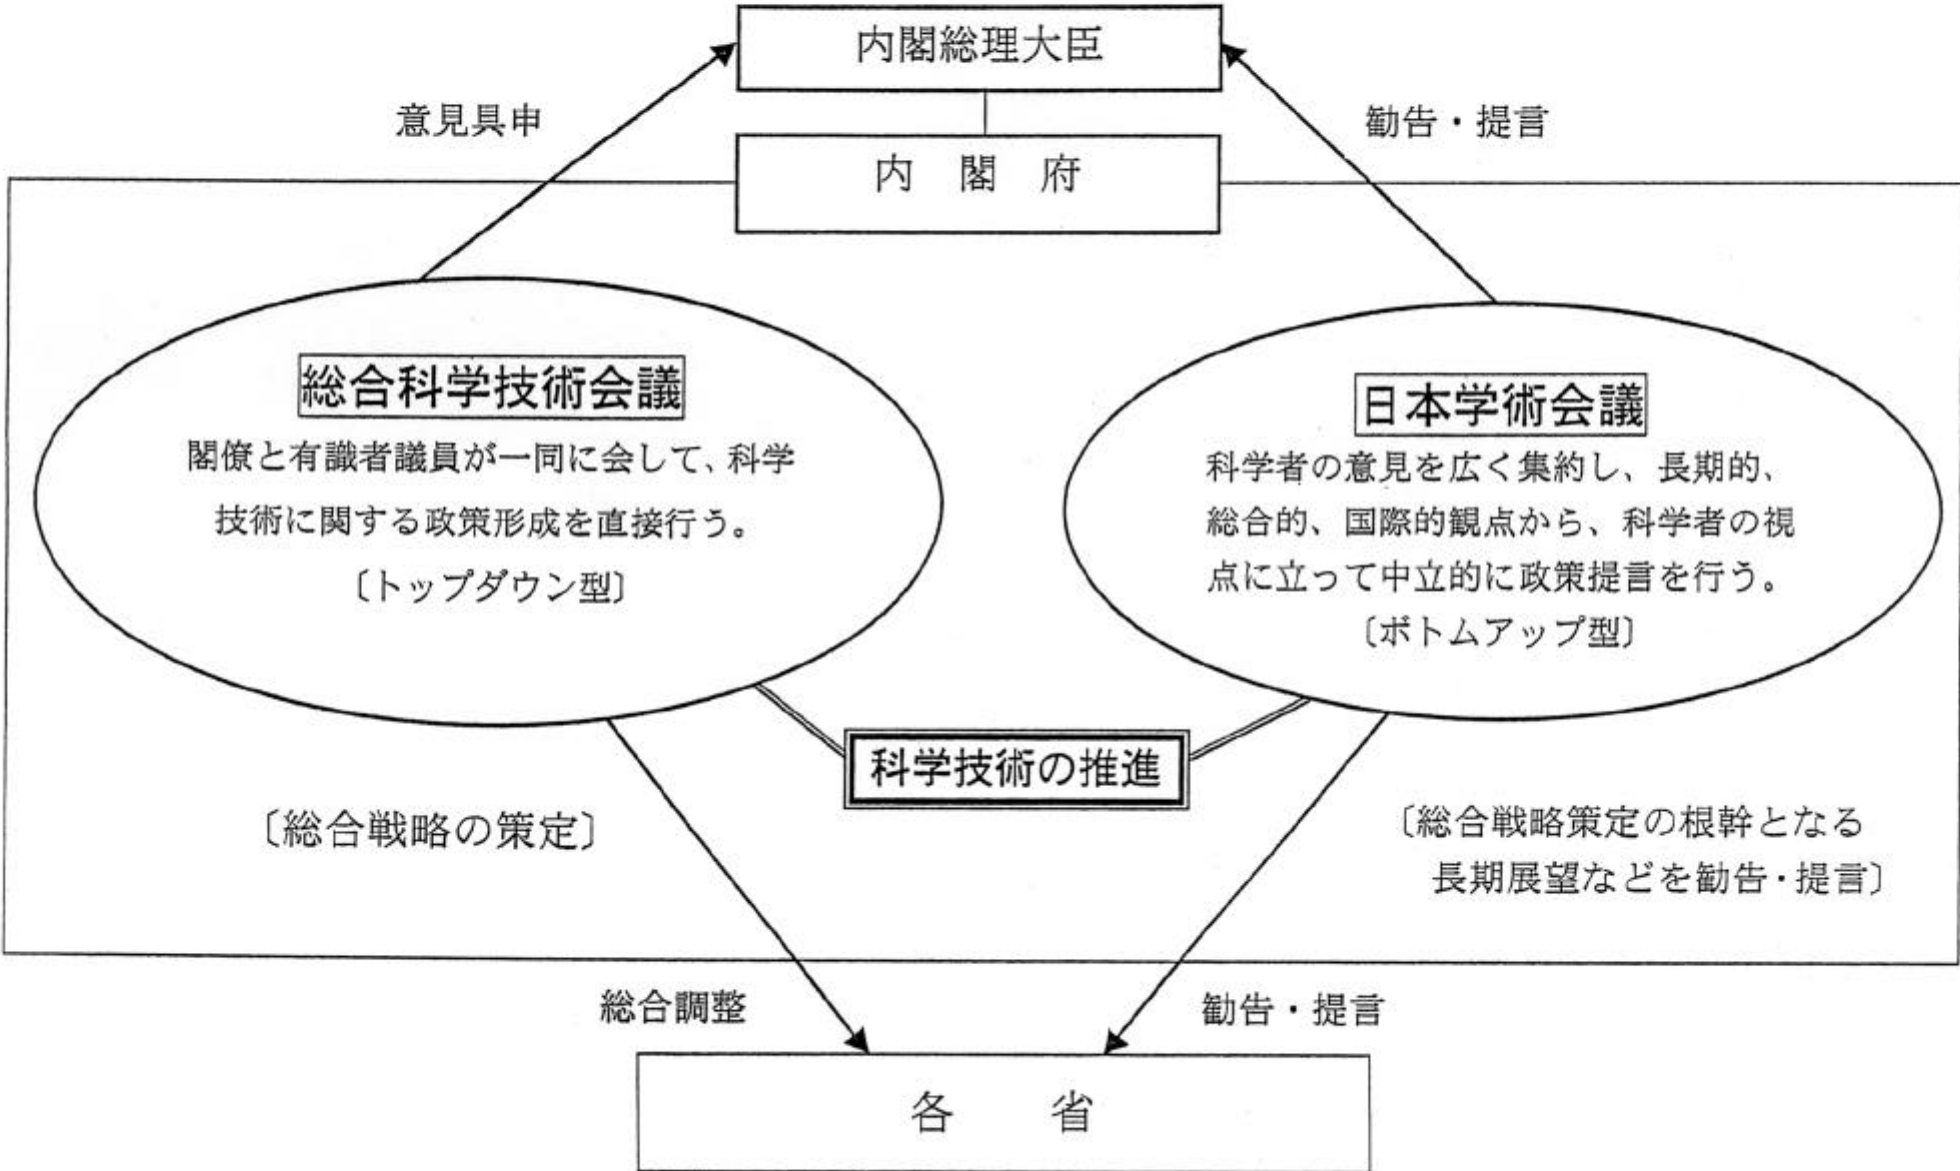 内閣総理大臣
意見具申
勧告・提言
内 閣 府
総合科学技術会議
閣僚と有識者議員が一同に会して、科学
技術に関する政策形成を直接行う。
〔トップダウン型〕
日本学術会議
科学者の意見を広く集約し、長期的、
総合的、国際的観点から、科学者の視
点に立って中立的に政策提言を行う。
〔ボトムアップ型〕
科学技術の推進
〔総合戦略の策定〕
〔総合戦略策定の根幹となる
長期展望などを勧告・提言〕
総合調整
勧告・提言
各 省